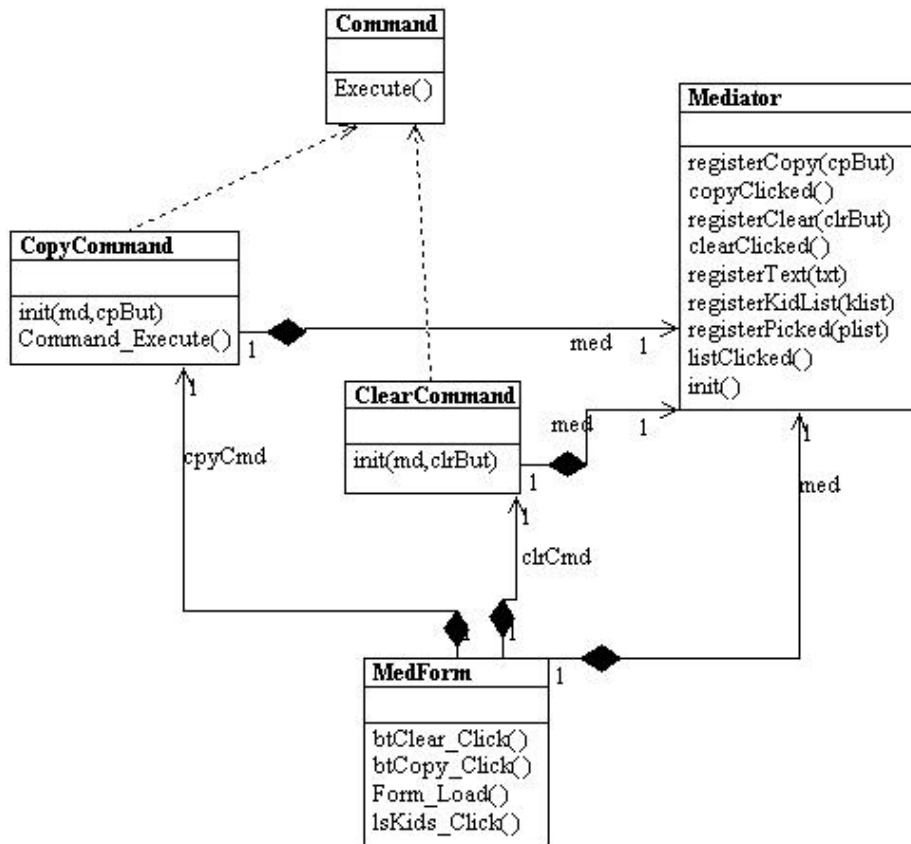 Command
Execute()
Mediator
registerCopy(cpBut)
copyClicked()
registerClear(clrBut)
clearClicked()
registerText(txt)
registerKidList(klist)
registerPicked(plist)
listClicked()
init()
CopyCommand
init(md,cpBut)
Command_Execute()
1
med
1
1
ClearCommand
init(md,clrBut)
med
1
1
1
cpyCmd
1
med
clrCmd
1
1
1
MedForm
btClear_Click()
btCopy_Click()
Form_Load()
lsKids_Click()